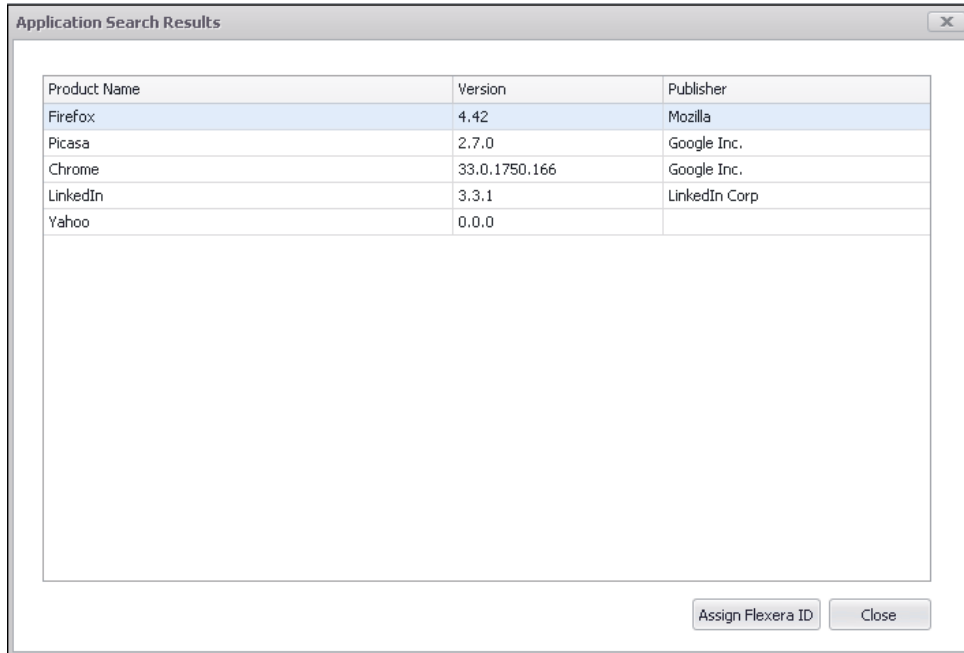 Application Search Results
Product Name Version Publisher
Firefox 4.42 Mozilla
Picasa 2.7.0 Google Inc.
Chrome 33.0.1750.166 Google Inc.
LinkedIn 3.3.1 LinkedIn Corp
Yahoo 0.0.0
Assign Flexera ID Close